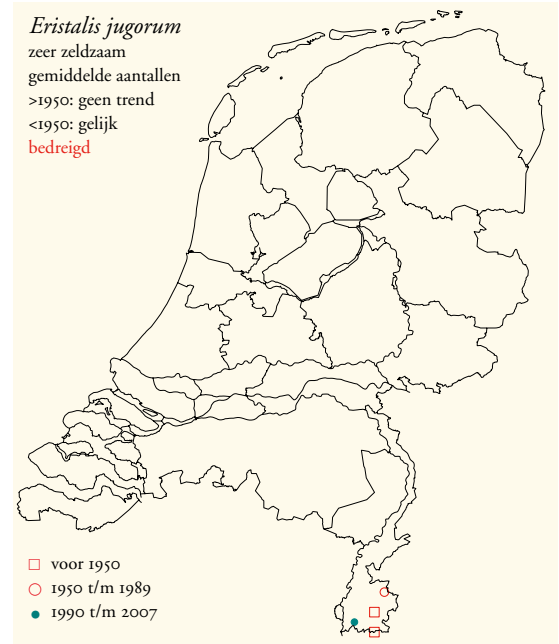 Eristalis jugorum
zeer zeldzaam
gemiddelde aantallen
>1950: geen trend
<1950: gelijk
bedreigd
voor 1950
1950 t/m 1989
1990 t/m 2007